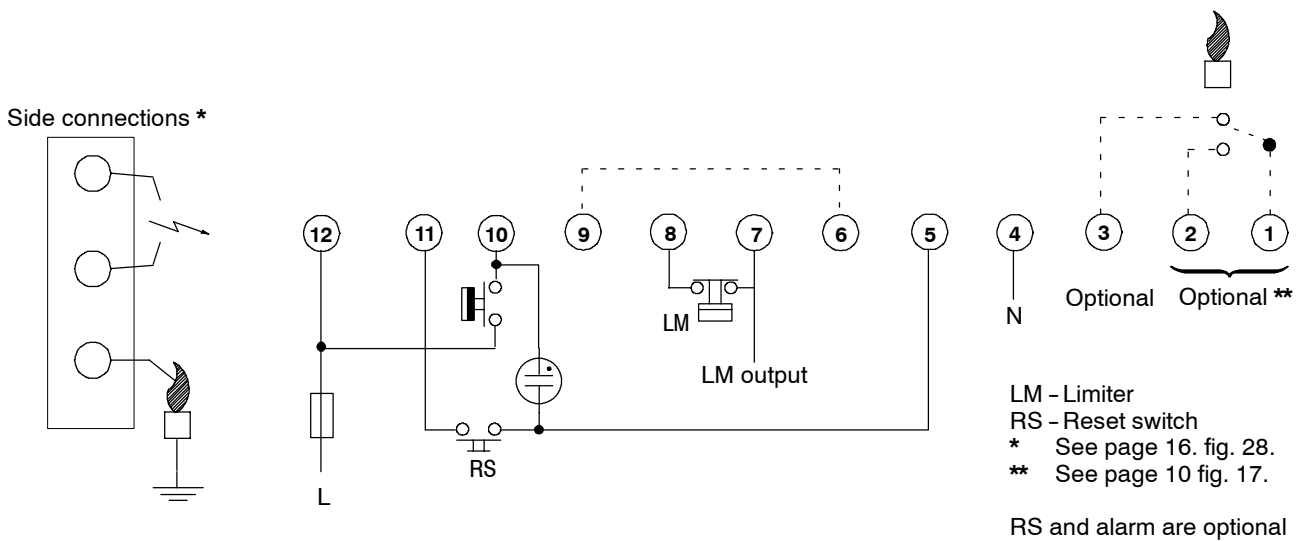 Side connections *
12
11
10
9
8
7
6
5
4
3
2
1
LM
LM output
N
Optional
Optional **
RS
L
LM – Limiter
RS – Reset switch
* See page 16. fig. 28.
** See page 10 fig. 17.
RS and alarm are optional